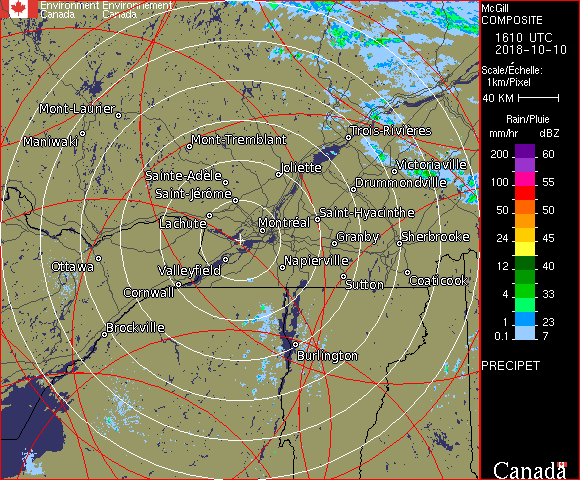 Environment Environnement
Canada Canada
McGill
COMPOSITE
1610 UTC
2018-10-10
Scale/Échelle:
1km/Pixel
40 KM
Rain/Pluie
mm/hr dBZ
200 60
100 55
50 50
24 45
12 40
4 33
1 23
0.1 7
PRECIPET
Canada
Mont-Laurier
Maniwaki
Mont-Tremblant
Trois-Rivières
Victoriaville
Joliette
Sainte-Adèle
Drummondville
Saint-Jérôme
Saint-Hyacinthe
Lachute
Montréal
Granby
Sherbrooke
Ottawa
Valleyfield
Napierville
Sutton
Coaticook
Cornwall
Brockville
Burlington